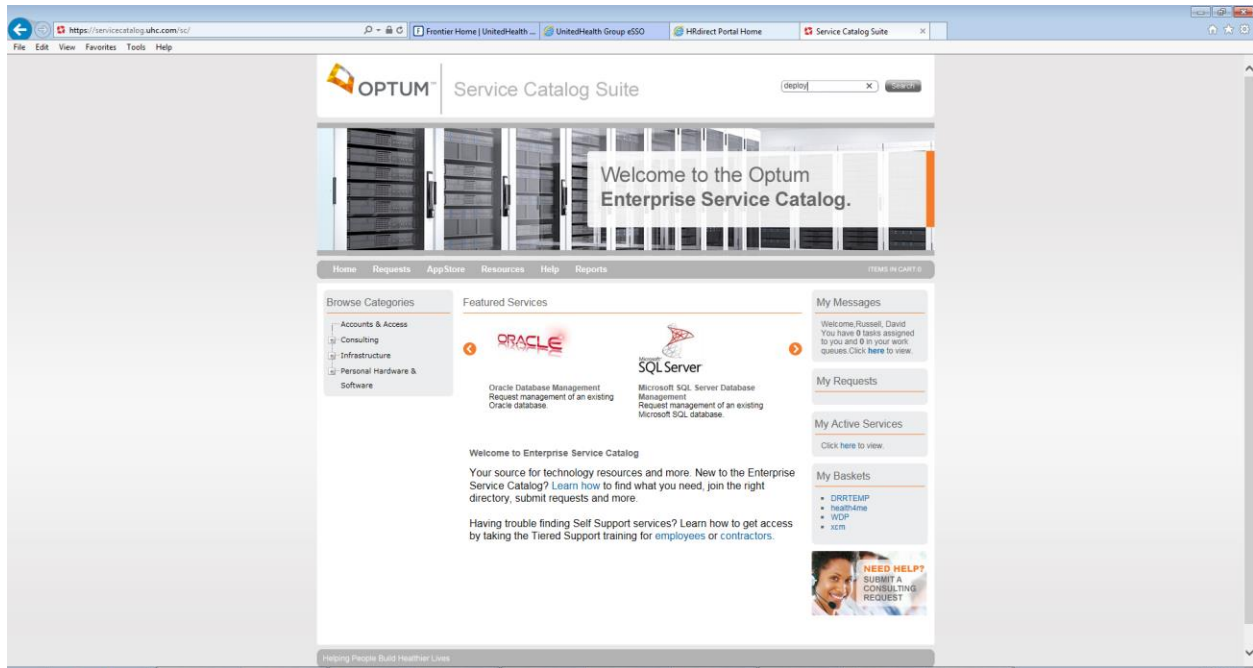 https://servicecatalog.uhc.com/sc/
Frontier Home | UnitedHealth ...
UnitedHealth Group eSSO
HRdirect Portal Home
Service Catalog Suite
File Edit View Favorites Tools Help
OPTUM™ Service Catalog Suite
deploy
Search
Welcome to the Optum
Enterprise Service Catalog.
Home Requests AppStore Resources Help Reports
ITEMS IN CART 0
Browse Categories
Accounts & Access
Consulting
Infrastructure
Personal Hardware &
Software
Featured Services
ORACLE
Oracle Database Management
Request management of an existing
Oracle database.
Microsoft
SQL Server
Microsoft SQL Server Database
Management
Request management of an existing
Microsoft SQL database.
Welcome to Enterprise Service Catalog
Your source for technology resources and more. New to the Enterprise
Service Catalog? Learn how to find what you need, join the right
directory, submit requests and more.
Having trouble finding Self Support services? Learn how to get access
by taking the Tiered Support training for employees or contractors.
My Messages
Welcome,Russell, David
You have 0 tasks assigned
to you and 0 in your work
queues.Click here to view.
My Requests
My Active Services
Click here to view.
My Baskets
DRRTEMP
health4me
WDP
xcm
NEED HELP?
SUBMIT A
CONSULTING
REQUEST
Helping People Build Healthier Lives